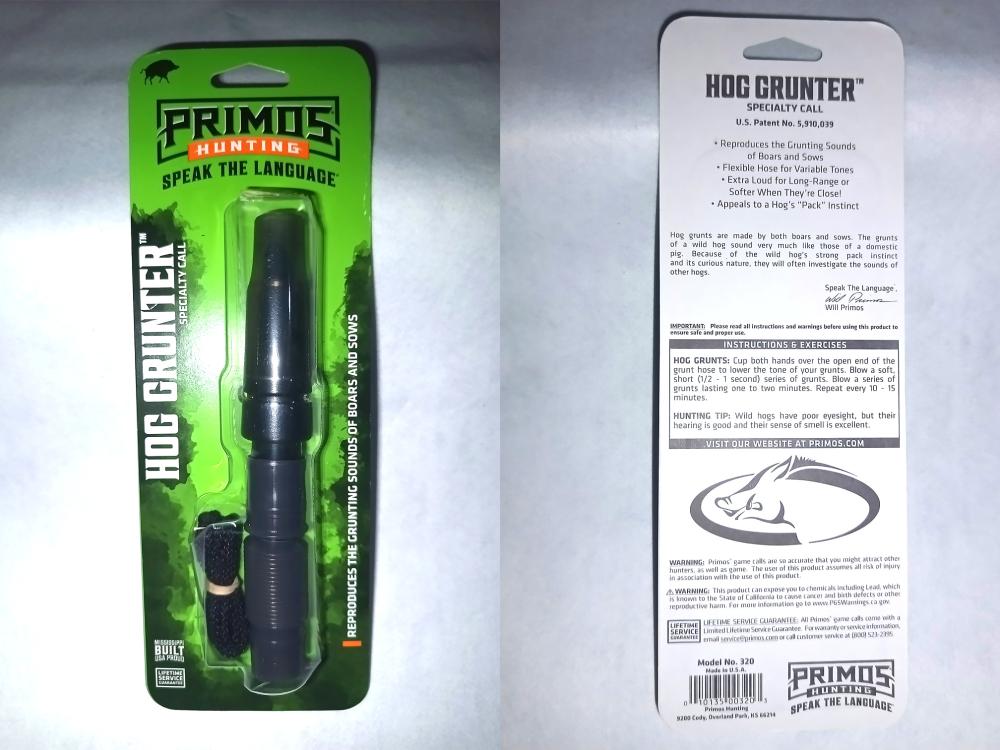 PRIMOS
HUNTING
SPEAK THE LANGUAGE®
HOG GRUNTER™
SPECIALTY CALL
REPRODUCES THE GRUNTING SOUNDS OF BOARS AND SOWS
MISSISSIPPI
BUILT
USA PROUD
LIFETIME
SERVICE
GUARANTEE
HOG GRUNTER™
SPECIALTY CALL
U.S. Patent No. 5,910,039
• Reproduces the Grunting Sounds
of Boars and Sows
• Flexible Hose for Variable Tones
• Extra Loud for Long-Range or
Softer When They're Close!
• Appeals to a Hog's "Pack" Instinct
Hog grunts are made by both boars and sows. The grunts
of a wild hog sound very much like those of a domestic
pig. Because of the wild hog's strong pack instinct
and its curious nature, they will often investigate the sounds of
other hogs.
Speak The Language®,
Will Primos
Will Primos
IMPORTANT: Please read all instructions and warnings before using this product to
ensure safe and proper use.
INSTRUCTIONS & EXERCISES
HOG GRUNTS: Cup both hands over the open end of the
grunt hose to lower the tone of your grunts. Blow a soft,
short (1/2 - 1 second) series of grunts. Blow a series of
grunts lasting one to two minutes. Repeat every 10 - 15
minutes.
HUNTING TIP: Wild hogs have poor eyesight, but their
hearing is good and their sense of smell is excellent.
VISIT OUR WEBSITE AT PRIMOS.COM
WARNING: Primos® game calls are so accurate that you might attract other
hunters, as well as game. The user of this product assumes all risk of injury
in association with the use of this product.
⚠ WARNING: This product can expose you to chemicals including Lead, which
is known to the State of California to cause cancer and birth defects or other
reproductive harm. For more information go to www.P65Warnings.ca.gov.
LIFETIME
SERVICE
GUARANTEE
LIFETIME SERVICE GUARANTEE: All Primos® game calls come with a
Limited Lifetime Service Guarantee. For warranty or service information,
email service@primos.com or call customer service at (800) 523-2395
Model No. 320
Made in U.S.A.
0 10135 00320 3
Primos Hunting
9200 Cody, Overland Park, KS 66214
PRIMOS
HUNTING
SPEAK THE LANGUAGE®